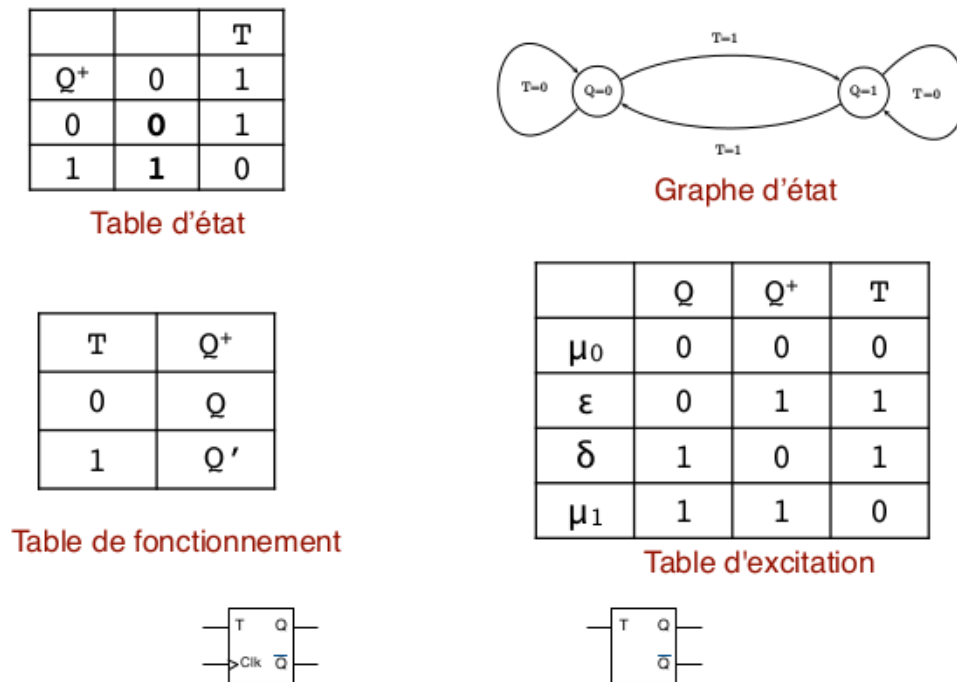 T
Q⁺ 0 1
0 0 1
1 1 0
Table d'état
T=1
T=0 Q=0 Q=1 T=0
T=1
Graphe d'état
T Q⁺
0 Q
1 Q′
Table de fonctionnement
Q Q⁺ T
μ₀ 0 0 0
ε 0 1 1
δ 1 0 1
μ₁ 1 1 0
Table d'excitation
T Q
Clk Q̅
T Q
Q̅